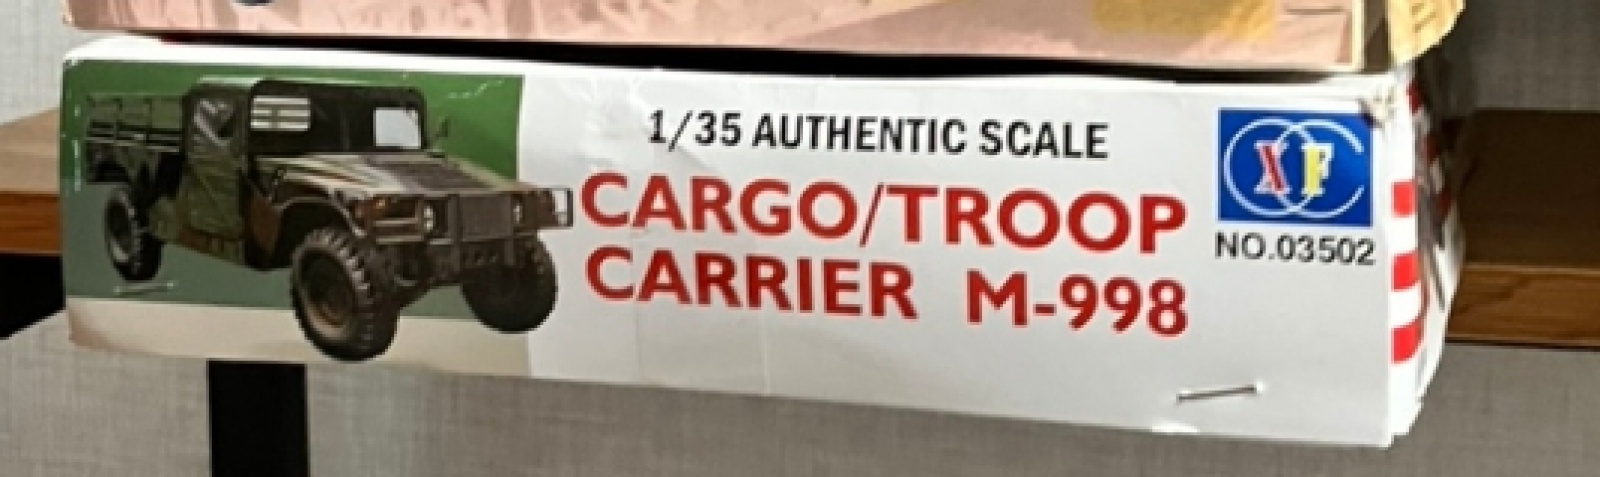 1/35 AUTHENTIC SCALE
CARGO/TROOP
CARRIER M-998
XF
NO.03502